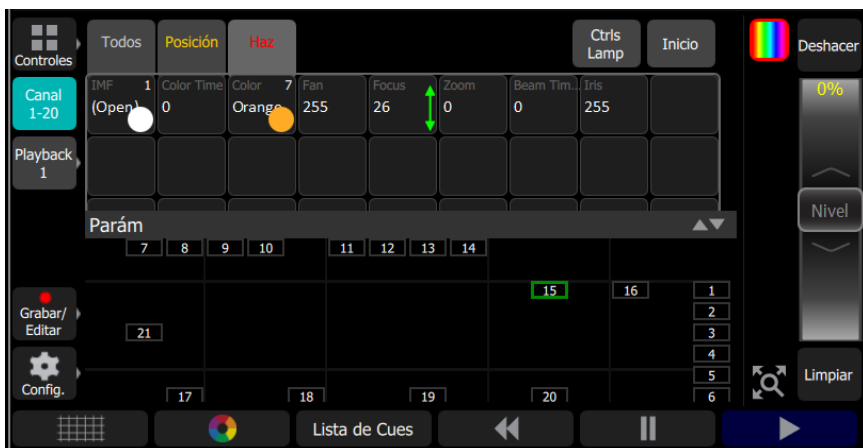 Controles
Todos
Posición
Haz
Ctrls
Lamp
Inicio
Deshacer
Canal
1-20
IMF 1
(Open)
Color Time
0
Color 7
Orange
Fan
255
Focus
26
Zoom
0
Beam Tim...
0
Iris
255
0%
Playback
1
Nivel
Parám
7 8 9 10 11 12 13 14
15 16 1
2
21 3
4
5
17 18 19 20 6
Grabar/
Editar
Config.
Limpiar
Lista de Cues